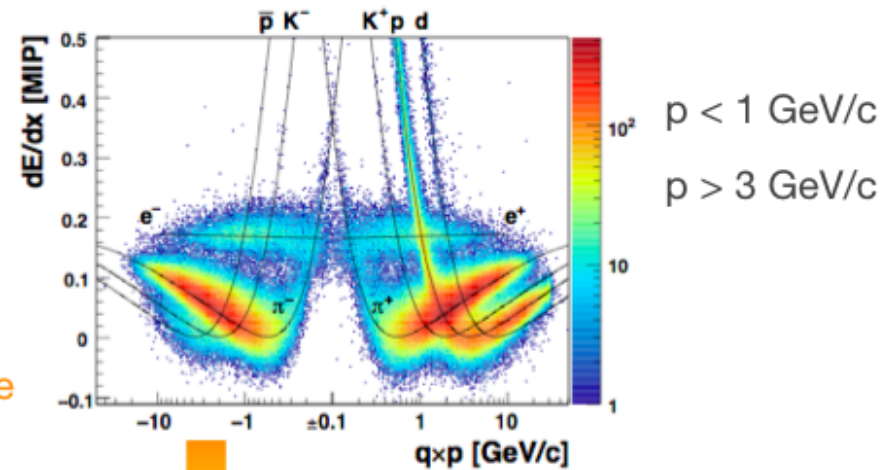 p̅ K⁻ K⁺ p d
dE/dx [MIP]
0.5
0.4
0.3
0.2
0.1
0
-0.1
e⁻
e⁺
π⁻
π⁺
-10 -1 ±0.1 1 10
q×p [GeV/c]
10²
10
1
p < 1 GeV/c
p > 3 GeV/c
e